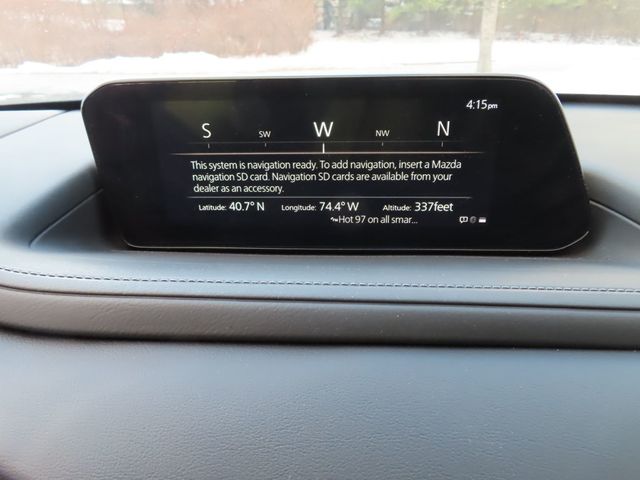 4:15pm
S SW W NW N
This system is navigation ready. To add navigation, insert a Mazda
navigation SD card. Navigation SD cards are available from your
dealer as an accessory.
Latitude: 40.7° N Longitude: 74.4° W Altitude: 337feet
Hot 97 on all smar...